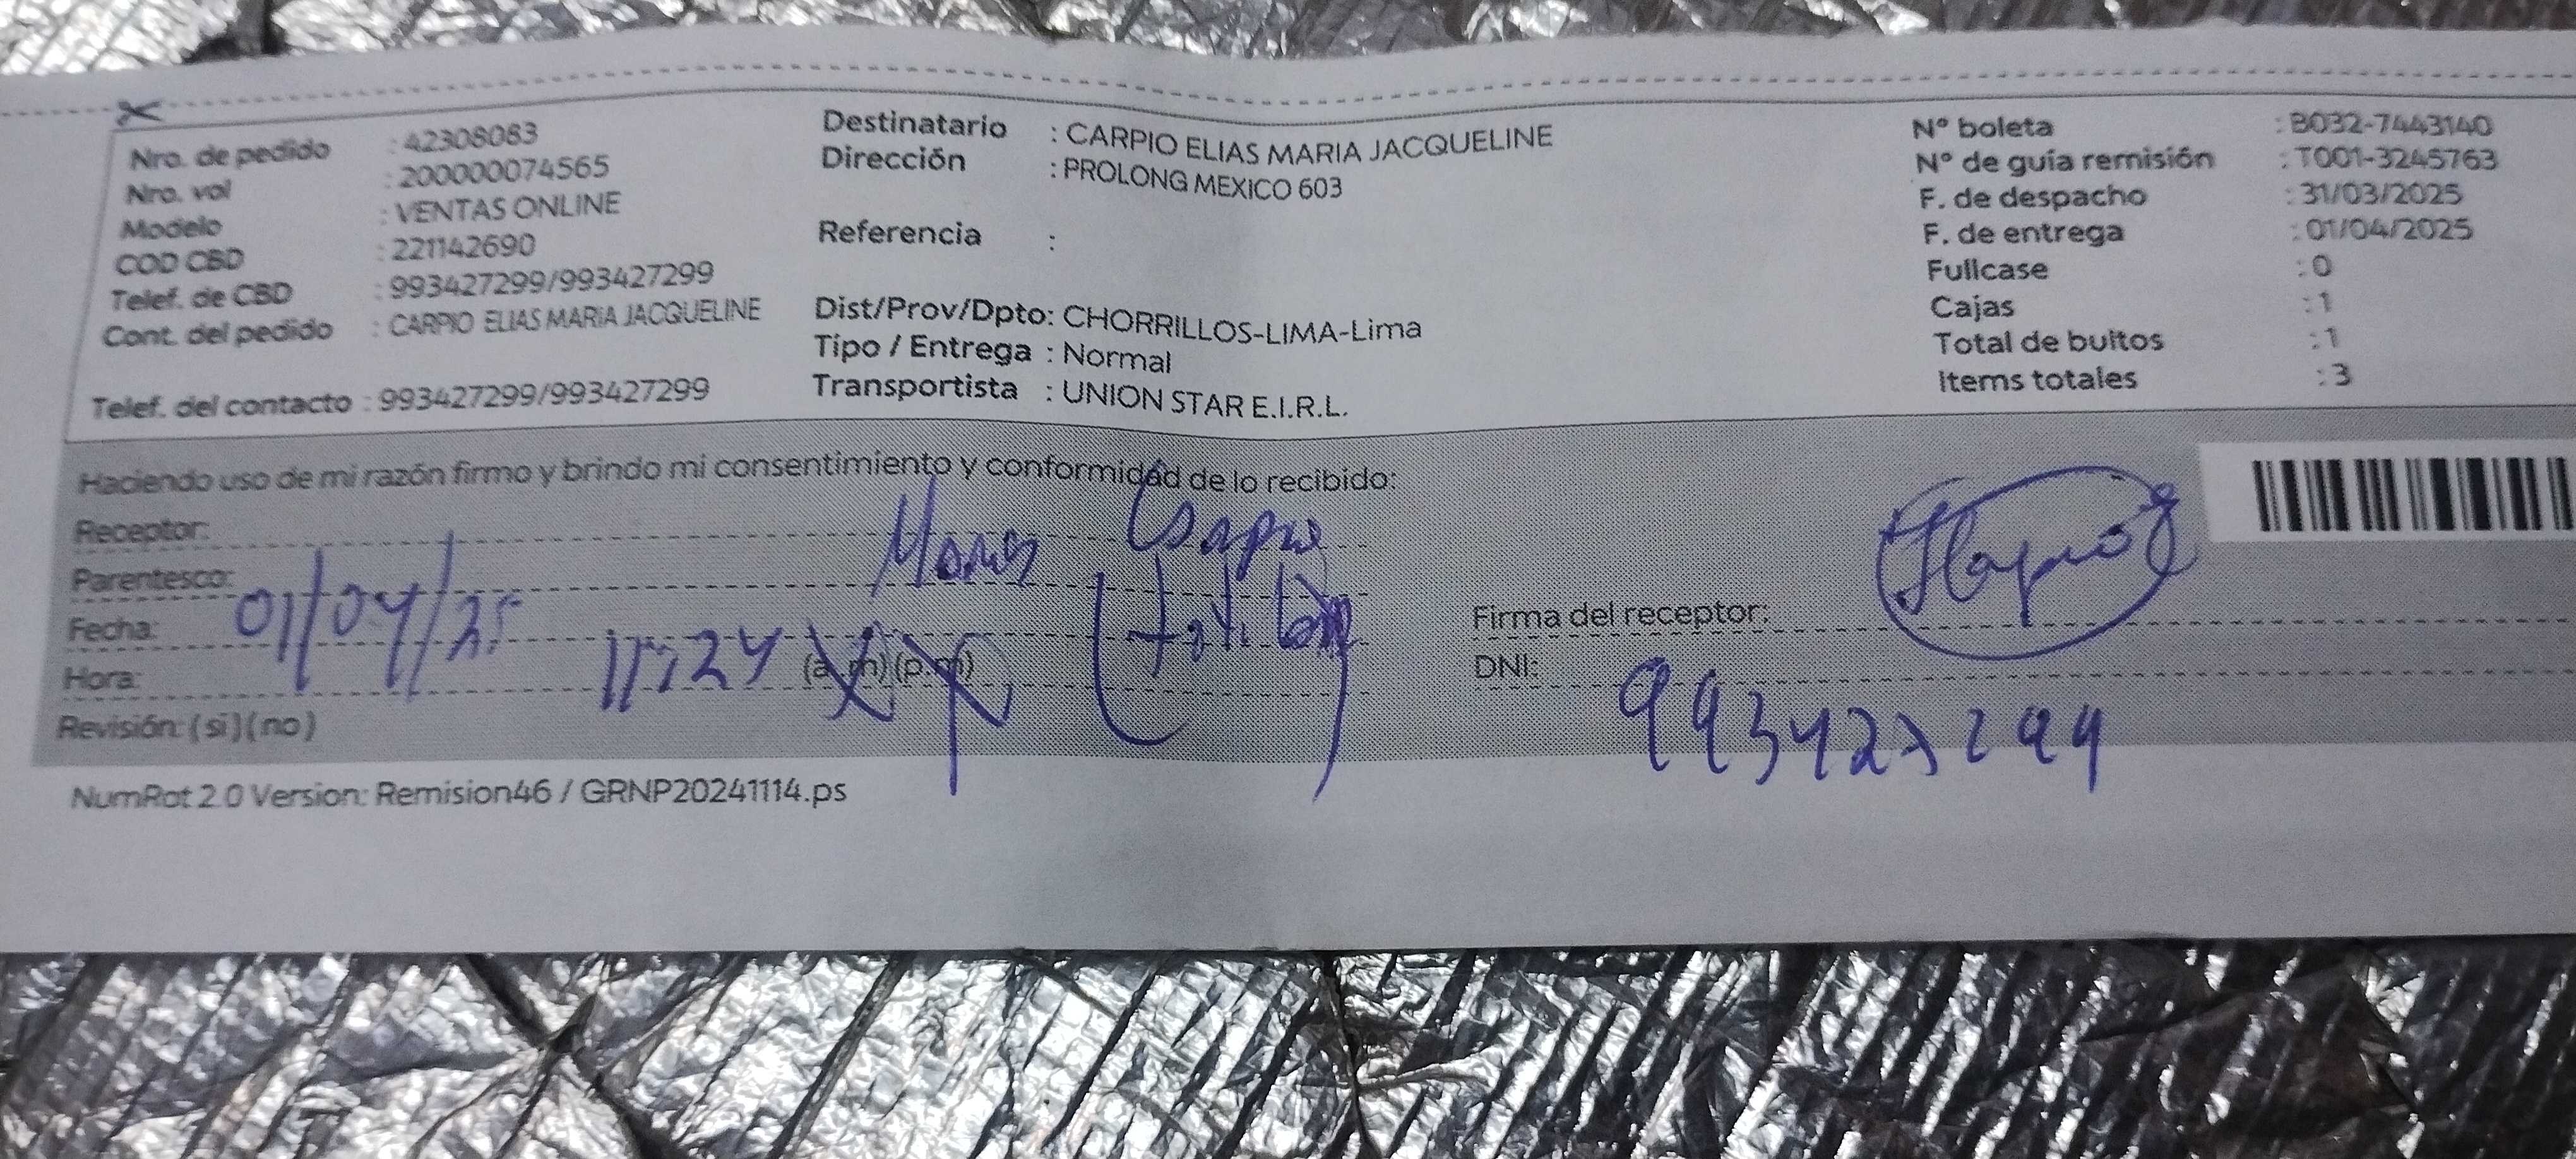 Nro. de pedido : 42308083
Nro. vol : 200000074565
Modelo : VENTAS ONLINE
COD CBD : 221142690
Telef. de CBD : 993427299/993427299
Cont. del pedido : CARPIO ELIAS MARIA JACQUELINE
Telef. del contacto : 993427299/993427299
Destinatario : CARPIO ELIAS MARIA JACQUELINE
Dirección : PROLONG MEXICO 603
Referencia :
Dist/Prov/Dpto: CHORRILLOS-LIMA-Lima
Tipo / Entrega : Normal
Transportista : UNION STAR E.I.R.L.
Nº boleta : B032-7443140
Nº de guía remisión : T001-3245763
F. de despacho : 31/03/2025
F. de entrega : 01/04/2025
Fullcase : 0
Cajas : 1
Total de bultos : 1
Items totales : 3
Haciendo uso de mi razón firmo y brindo mi consentimiento y conformidad de lo recibido:
Receptor: Carpio
Parentesco:
Fecha: 01/04/25
Hora: 11:24 (a.m) (p.m)
Revisión: (si) (no)
Firma del receptor:
DNI: 993427299
NumRot 2.0 Version: Remision46 / GRNP20241114.ps